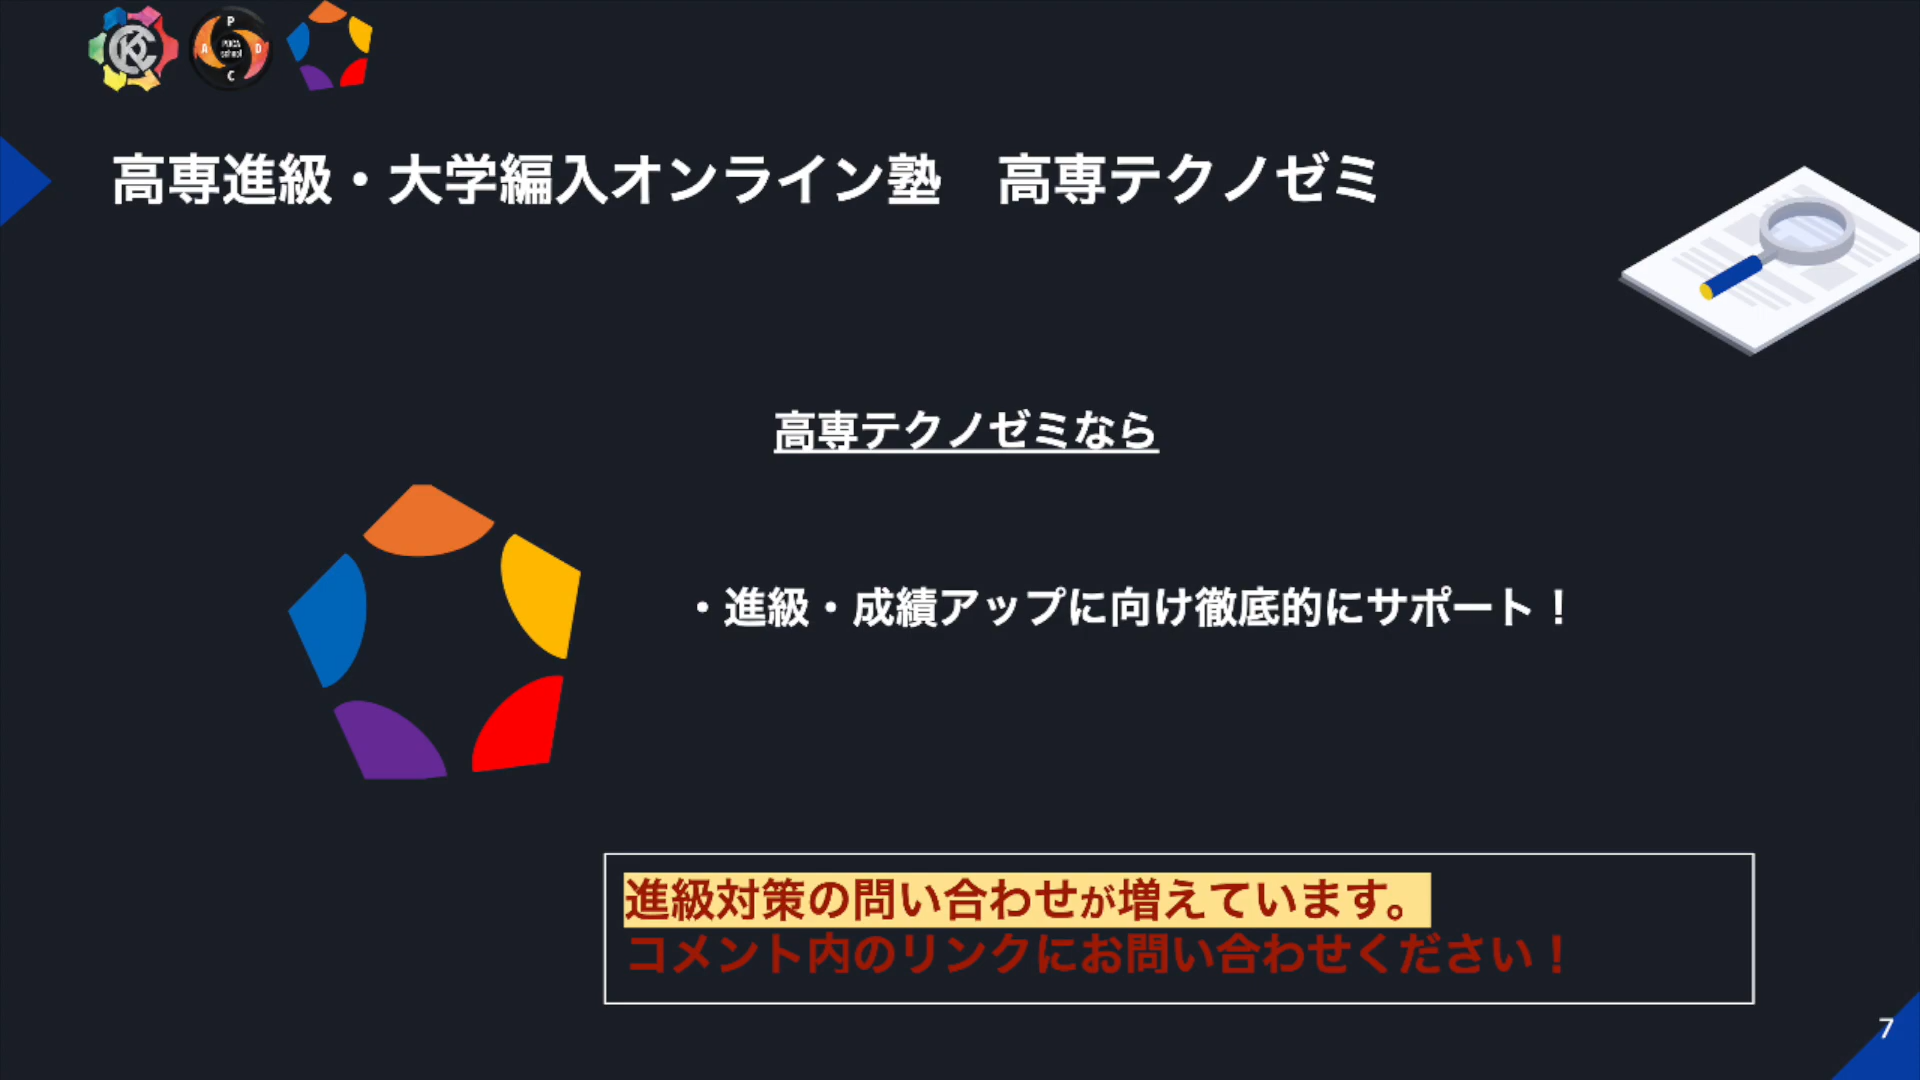 P
A
PDCA
school
D
C
高専進級・大学編入オンライン塾　高専テクノゼミ
高専テクノゼミなら
・進級・成績アップに向け徹底的にサポート！
進級対策の問い合わせが増えています。
コメント内のリンクにお問い合わせください！
7